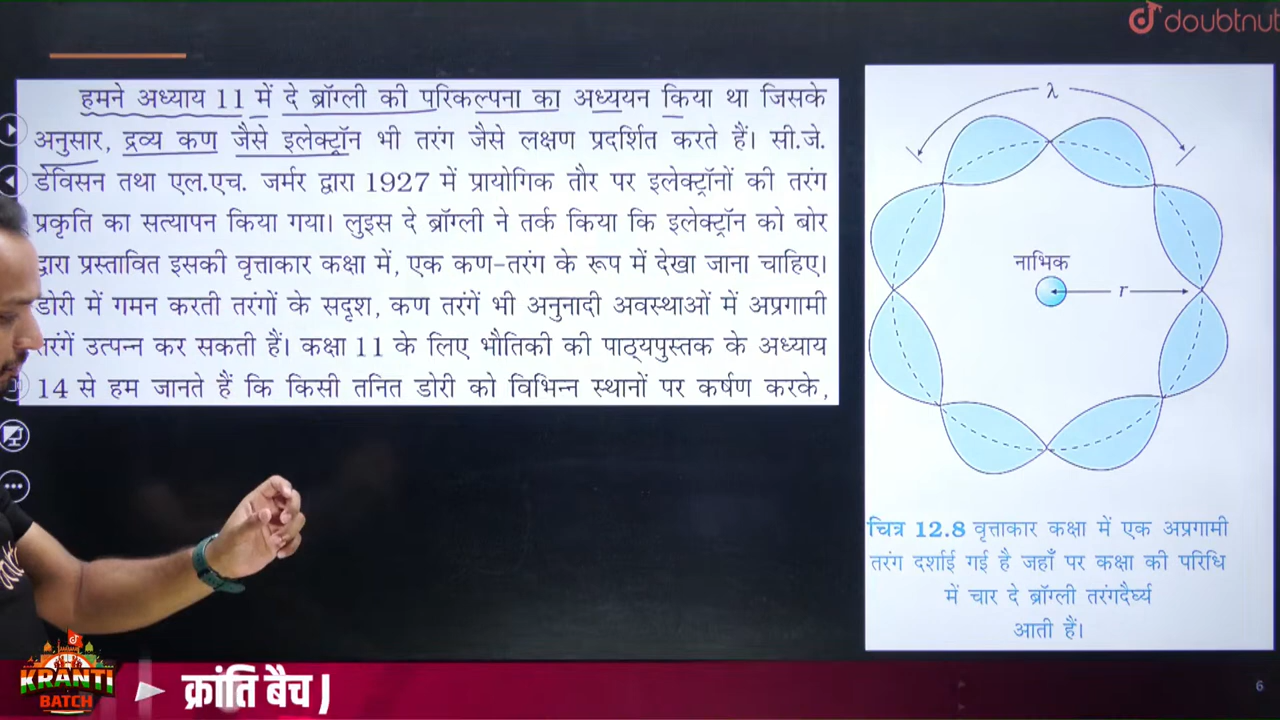 doubtnut
हमने अध्याय 11 में दे ब्रॉग्ली की परिकल्पना का अध्ययन किया था जिसके
अनुसार, द्रव्य कण जैसे इलेक्ट्रॉन भी तरंग जैसे लक्षण प्रदर्शित करते हैं। सी.जे.
डेविसन तथा एल.एच. जर्मर द्वारा 1927 में प्रायोगिक तौर पर इलेक्ट्रॉनों की तरंग
प्रकृति का सत्यापन किया गया। लुइस दे ब्रॉग्ली ने तर्क किया कि इलेक्ट्रॉन को बोर
द्वारा प्रस्तावित इसकी वृत्ताकार कक्षा में, एक कण-तरंग के रूप में देखा जाना चाहिए।
डोरी में गमन करती तरंगों के सदृश, कण तरंगें भी अनुनादी अवस्थाओं में अप्रगामी
तरंगें उत्पन्न कर सकती हैं। कक्षा 11 के लिए भौतिकी की पाठ्यपुस्तक के अध्याय
14 से हम जानते हैं कि किसी तनित डोरी को विभिन्न स्थानों पर कर्षण करके,
λ
नाभिक
r
चित्र 12.8 वृत्ताकार कक्षा में एक अप्रगामी
तरंग दर्शाई गई है जहाँ पर कक्षा की परिधि
में चार दे ब्रॉग्ली तरंगदैर्घ्य
आती हैं।
KRANTI
BATCH
क्रांति बैच
6